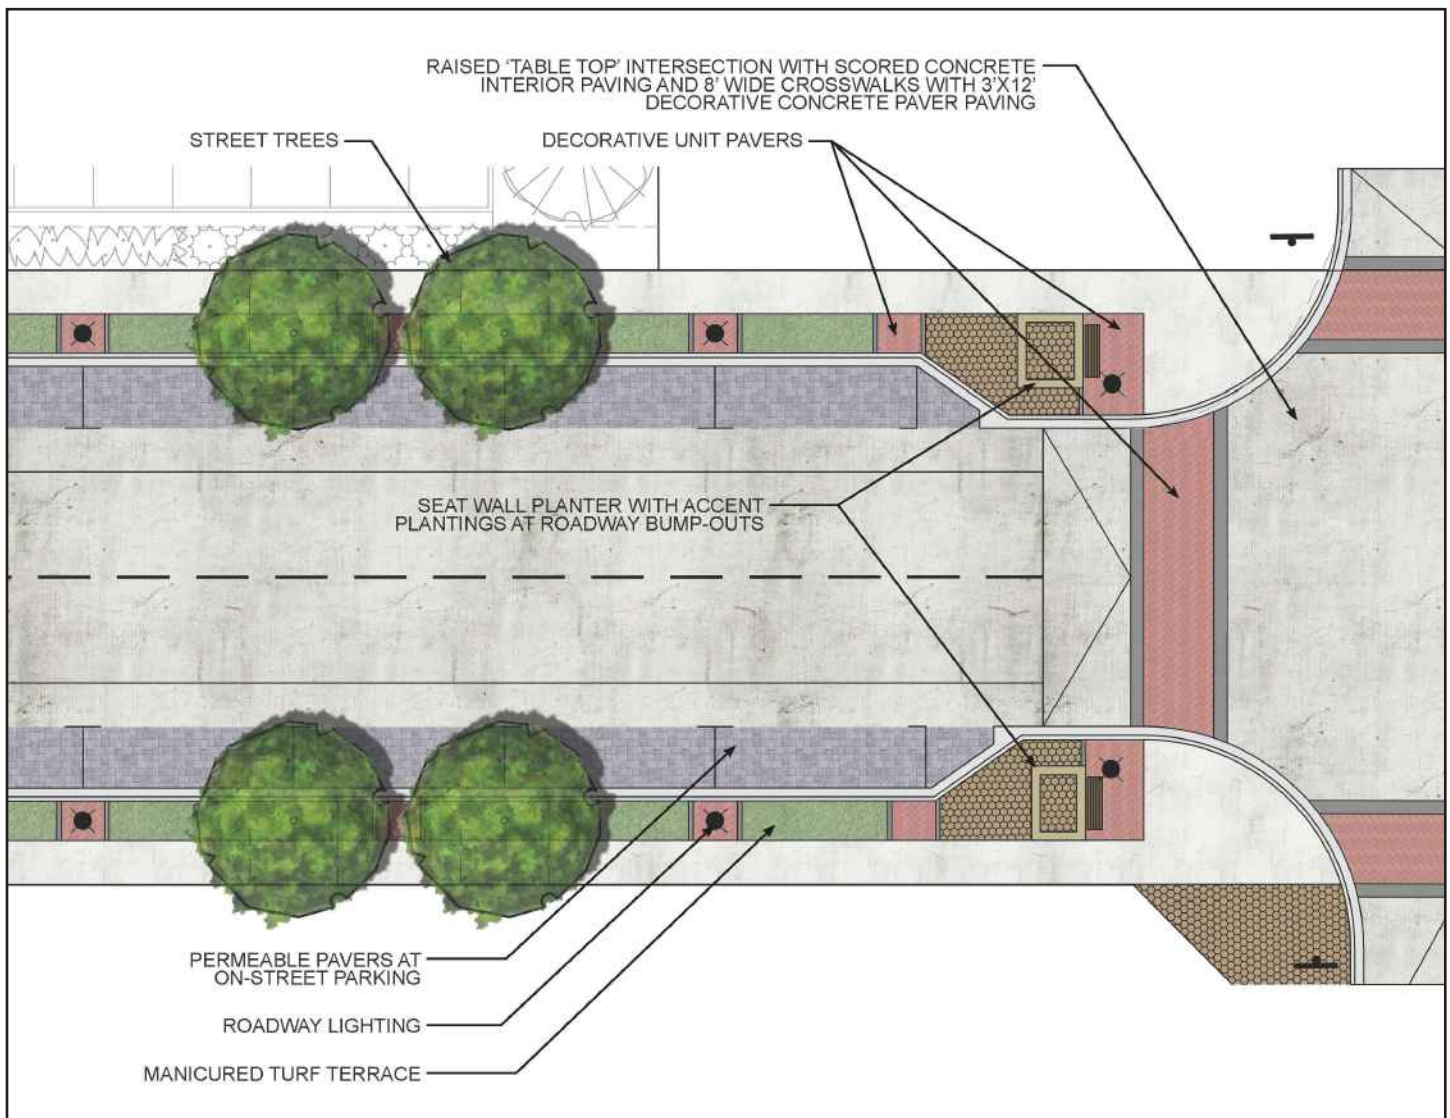 RAISED 'TABLE TOP' INTERSECTION WITH SCORED CONCRETE
INTERIOR PAVING AND 8' WIDE CROSSWALKS WITH 3'X12'
DECORATIVE CONCRETE PAVER PAVING
STREET TREES
DECORATIVE UNIT PAVERS
SEAT WALL PLANTER WITH ACCENT
PLANTINGS AT ROADWAY BUMP-OUTS
PERMEABLE PAVERS AT
ON-STREET PARKING
ROADWAY LIGHTING
MANICURED TURF TERRACE